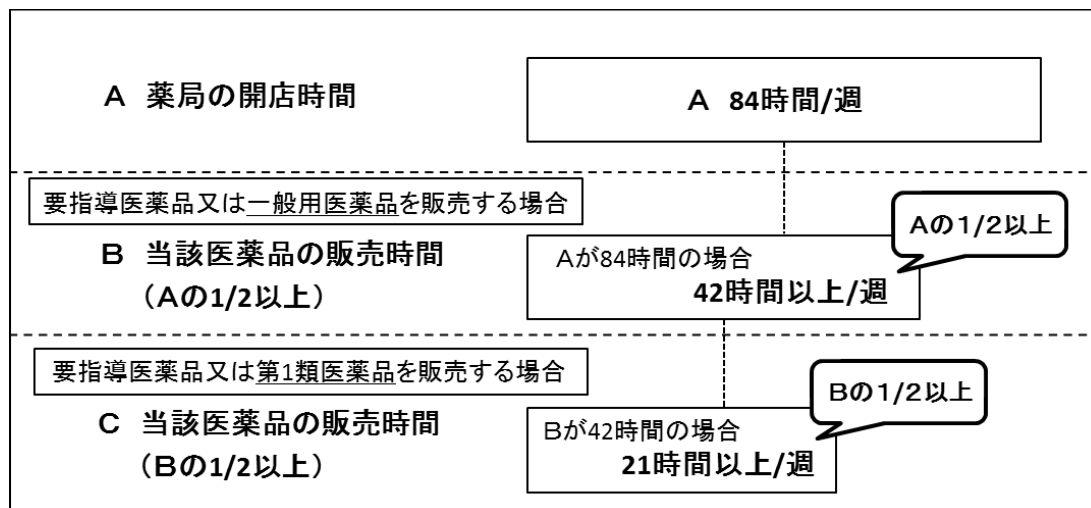 A 薬局の開店時間
A 84時間/週
要指導医薬品又は一般用医薬品を販売する場合
B 当該医薬品の販売時間
(Aの1/2以上)
Aの1/2以上
Aが84時間の場合
42時間以上/週
要指導医薬品又は第1類医薬品を販売する場合
C 当該医薬品の販売時間
(Bの1/2以上)
Bの1/2以上
Bが42時間の場合
21時間以上/週